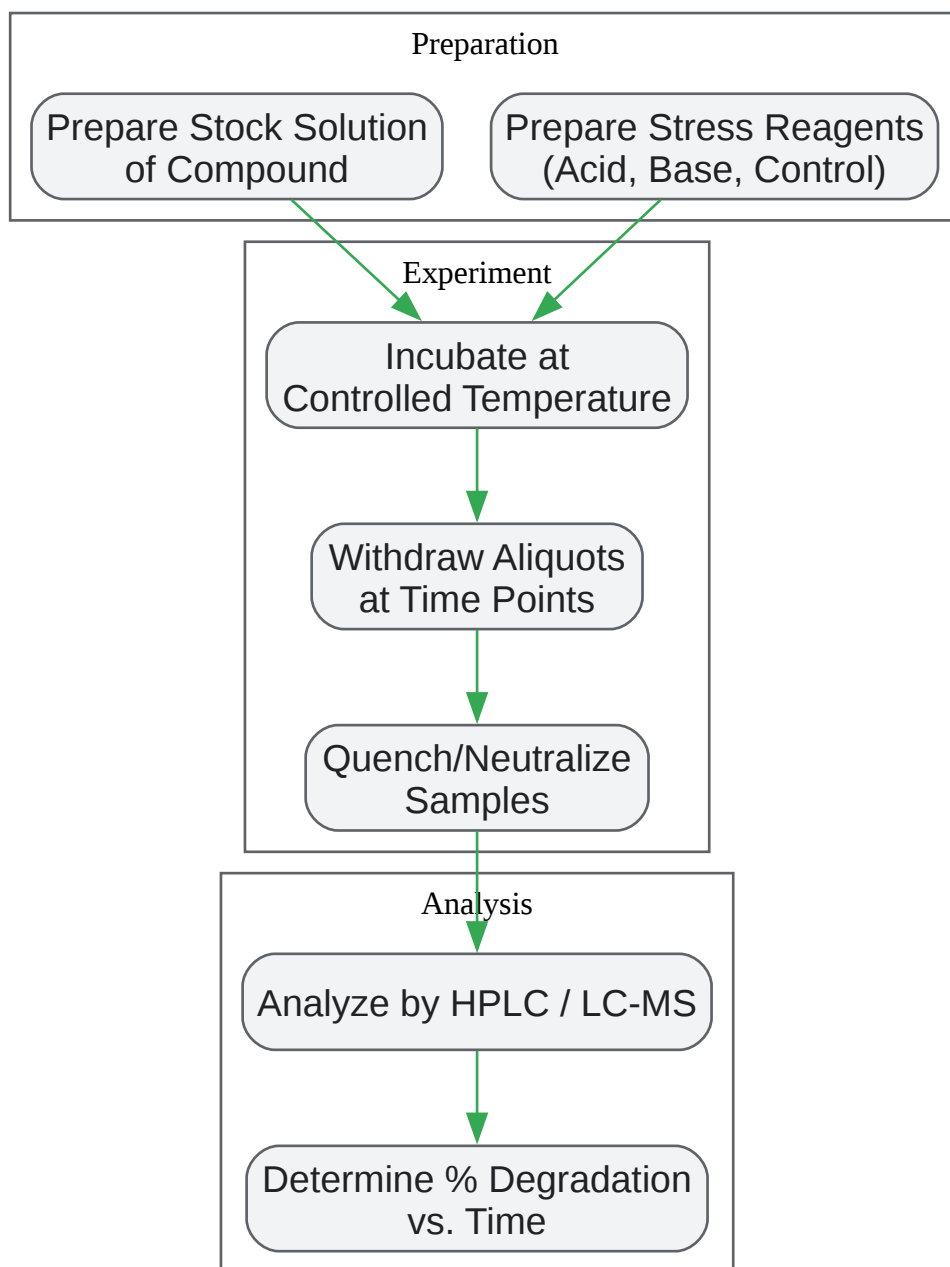 Preparation
Prepare Stock Solution
of Compound
Prepare Stress Reagents
(Acid, Base, Control)
Experiment
Incubate at
Controlled Temperature
Withdraw Aliquots
at Time Points
Quench/Neutralize
Samples
Analysis
Analyze by HPLC / LC-MS
Determine % Degradation
vs. Time